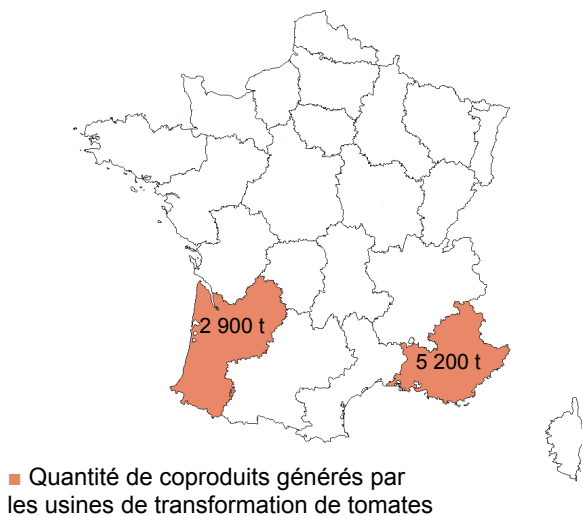 2 900 t
5 200 t
■ Quantité de coproduits générés par
les usines de transformation de tomates